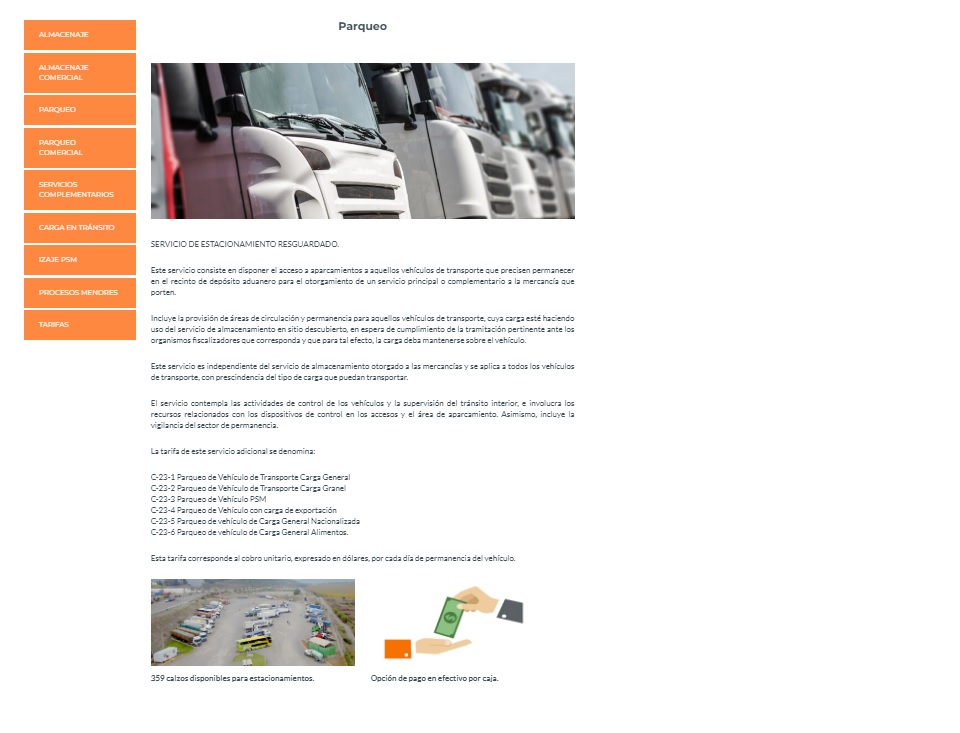 Parqueo
ALMACENAJE
ALMACENAJE
COMERCIAL
PARQUEO
PARQUEO
COMERCIAL
SERVICIOS
COMPLEMENTARIOS
CARGA EN TRÁNSITO
IZAJE PSM
PROCESOS MENORES
TARIFAS
SERVICIO DE ESTACIONAMIENTO RESGUARDADO.
Este servicio consiste en disponer el acceso a aparcamientos a aquellos vehículos de transporte que precisen permanecer
en el recinto de depósito aduanero para el otorgamiento de un servicio principal o complementario a la mercancía que
porten.
Incluye la provisión de áreas de circulación y permanencia para aquellos vehículos de transporte, cuya carga esté haciendo
uso del servicio de almacenamiento en sitio descubierto, en espera de cumplimiento de la tramitación pertinente ante los
organismos fiscalizadores que corresponda y que para tal efecto, la carga deba mantenerse sobre el vehículo.
Este servicio es independiente del servicio de almacenamiento otorgado a las mercancías y se aplica a todos los vehículos
de transporte, con prescindencia del tipo de carga que puedan transportar.
El servicio contempla las actividades de control de los vehículos y la supervisión del tránsito interior, e involucra los
recursos relacionados con los dispositivos de control en los accesos y el área de aparcamiento. Asimismo, incluye la
vigilancia del sector de permanencia.
La tarifa de este servicio adicional se denomina:
C-23-1 Parqueo de Vehículo de Transporte Carga General
C-23-2 Parqueo de Vehículo de Transporte Carga Granel
C-23-3 Parqueo de Vehículo PSM
C-23-4 Parqueo de Vehículo con carga de exportación
C-23-5 Parqueo de vehículo de Carga General Nacionalizada
C-23-6 Parqueo de vehículo de Carga General Alimentos.
Esta tarifa corresponde al cobro unitario, expresado en dólares, por cada día de permanencia del vehículo.
359 calzos disponibles para estacionamientos.
Opción de pago en efectivo por caja.